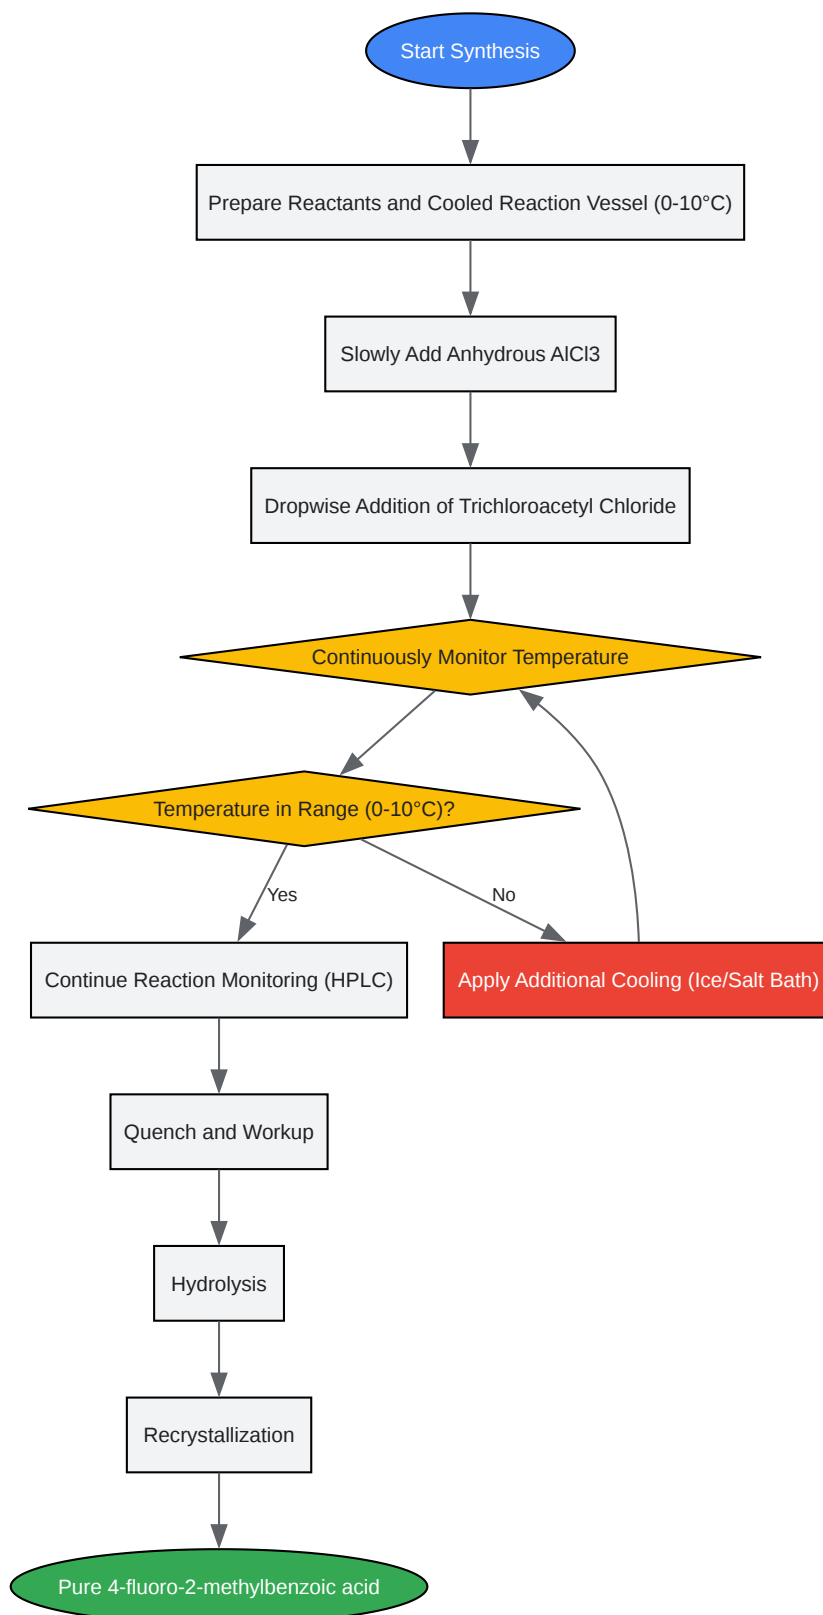 Start Synthesis
Prepare Reactants and Cooled Reaction Vessel (0-10°C)
Slowly Add Anhydrous AlCl3
Dropwise Addition of Trichloroacetyl Chloride
Continuously Monitor Temperature
Temperature in Range (0-10°C)?
Yes
No
Continue Reaction Monitoring (HPLC)
Apply Additional Cooling (Ice/Salt Bath)
Quench and Workup
Hydrolysis
Recrystallization
Pure 4-fluoro-2-methylbenzoic acid